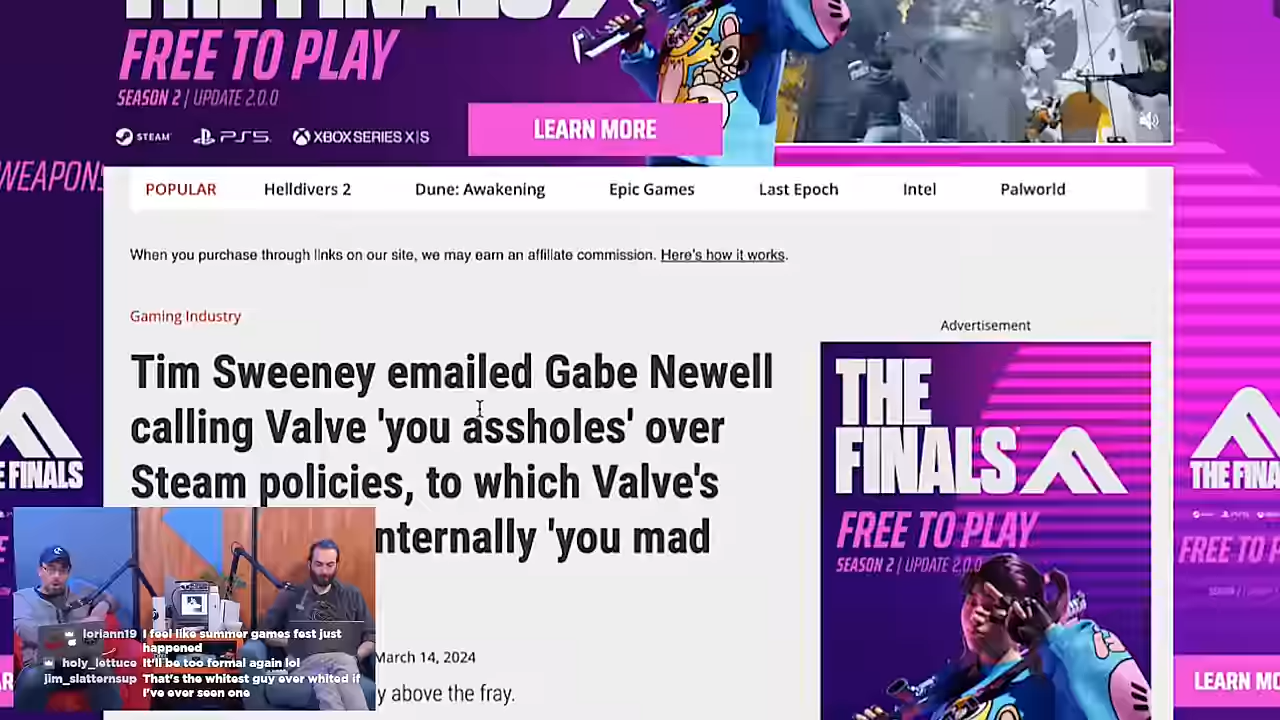 FREE TO PLAY
SEASON 2 | UPDATE 2.0.0
STEAM PS5 XBOX SERIES X|S
LEARN MORE
POPULAR Helldivers 2 Dune: Awakening Epic Games Last Epoch Intel Palworld
When you purchase through links on our site, we may earn an affiliate commission. Here's how it works.
Gaming Industry
Tim Sweeney emailed Gabe Newell
calling Valve 'you assholes' over
Steam policies, to which Valve's
nternally 'you mad
March 14, 2024
y above the fray.
Advertisement
THE
FINALS
FREE TO PLAY
SEASON 2 | UPDATE 2.0.0
E FINALS
THE FINA
FREE TO P
LEARN MO
loriann19 I feel like summer games fest just
happened
holy_lettuce It'll be too formal again lol
jim_slatternsup That's the whitest guy ever whited if
I've ever seen one